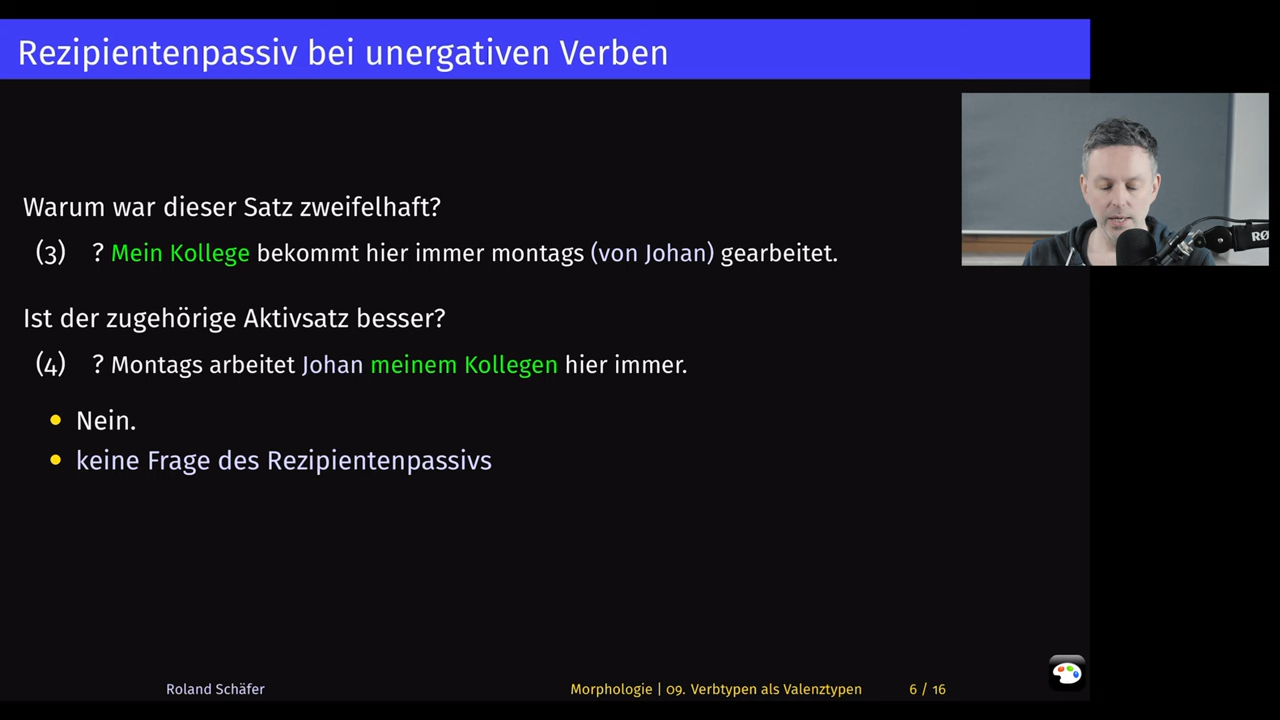 Rezipientenpassiv bei unergativen Verben
Warum war dieser Satz zweifelhaft?
(3) ? Mein Kollege bekommt hier immer montags (von Johan) gearbeitet.
Ist der zugehörige Aktivsatz besser?
(4) ? Montags arbeitet Johan meinem Kollegen hier immer.
• Nein.
• keine Frage des Rezipientenpassivs
RØ
Roland Schäfer
Morphologie | 09. Verbtypen als Valenztypen
6 / 16